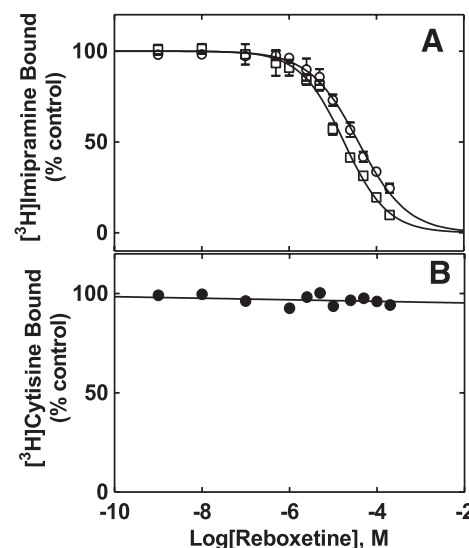 A
[³H]Imipramine Bound
(% control)
100
50
0
B
[³H]Cytisine Bound
(% control)
100
50
0
-10 -8 -6 -4 -2
Log[Reboxetine], M